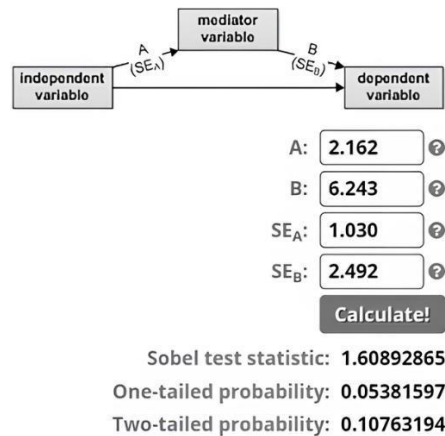 mediator
variable
A
(SEA)
B
(SEB)
independent
variable
dependent
variable
A: 2.162 ?
B: 6.243 ?
SEA: 1.030 ?
SEB: 2.492 ?
Calculate!
Sobel test statistic: 1.60892865
One-tailed probability: 0.05381597
Two-tailed probability: 0.10763194